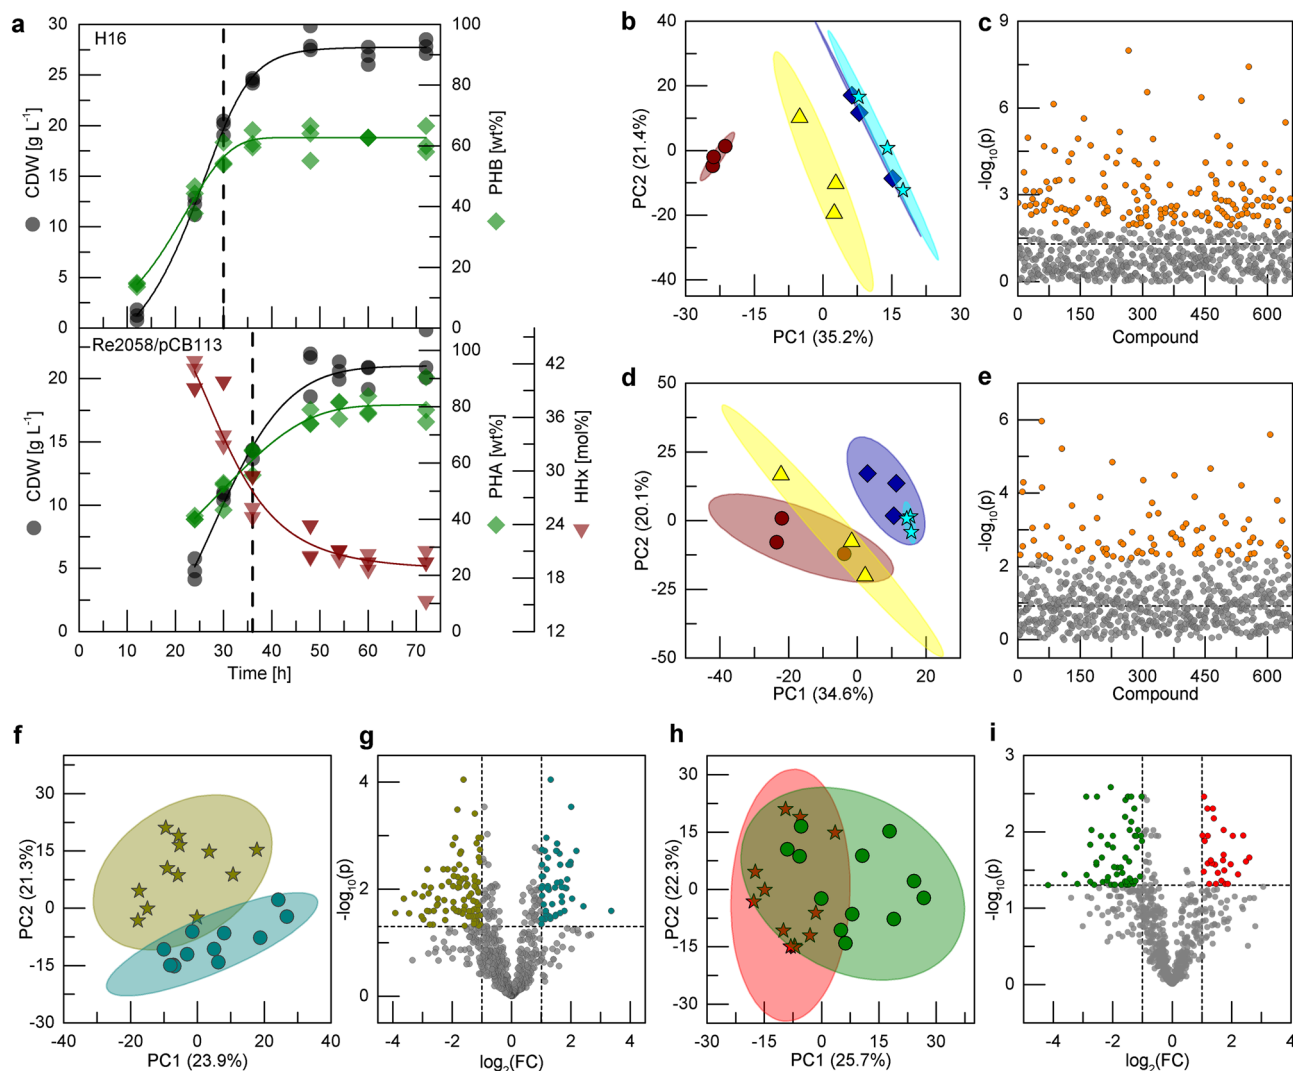 a
H16
30
25
20
15
10
5
0
CDW [g L-1]
100
80
60
40
20
0
PHB [wt%]
Re2058/pCB113
20
15
10
5
0
CDW [g L-1]
100
80
60
40
20
0
PHA [wt%]
42
36
30
24
18
12
HHx [mol%]
0 10 20 30 40 50 60 70
Time [h]
b
40
20
0
-20
-40
PC2 (21.4%)
-30 -15 0 15 30
PC1 (35.2%)
c
9
6
3
0
-log10(p)
0 150 300 450 600
Compound
d
50
25
0
-25
-50
PC2 (20.1%)
-40 -20 0 20
PC1 (34.6%)
e
6
3
0
-log10(p)
0 150 300 450 600
Compound
f
30
15
0
-15
-30
PC2 (21.3%)
-40 -20 0 20 40
PC1 (23.9%)
g
4
2
0
-log10(p)
-4 -2 0 2 4
log2(FC)
h
30
15
0
-15
-30
PC2 (22.3%)
-30 -15 0 15 30
PC1 (25.7%)
i
3
2
1
0
-log10(p)
-4 -2 0 2 4
log2(FC)